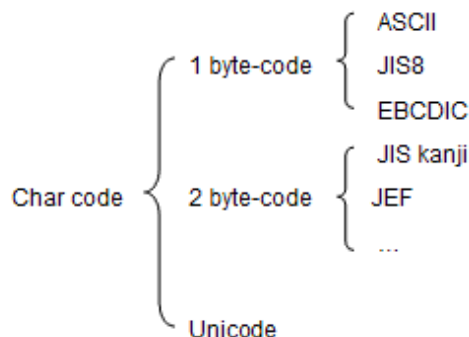 ASCII
1 byte-code
JIS8
EBCDIC
JIS kanji
Char code
2 byte-code
JEF
...
Unicode